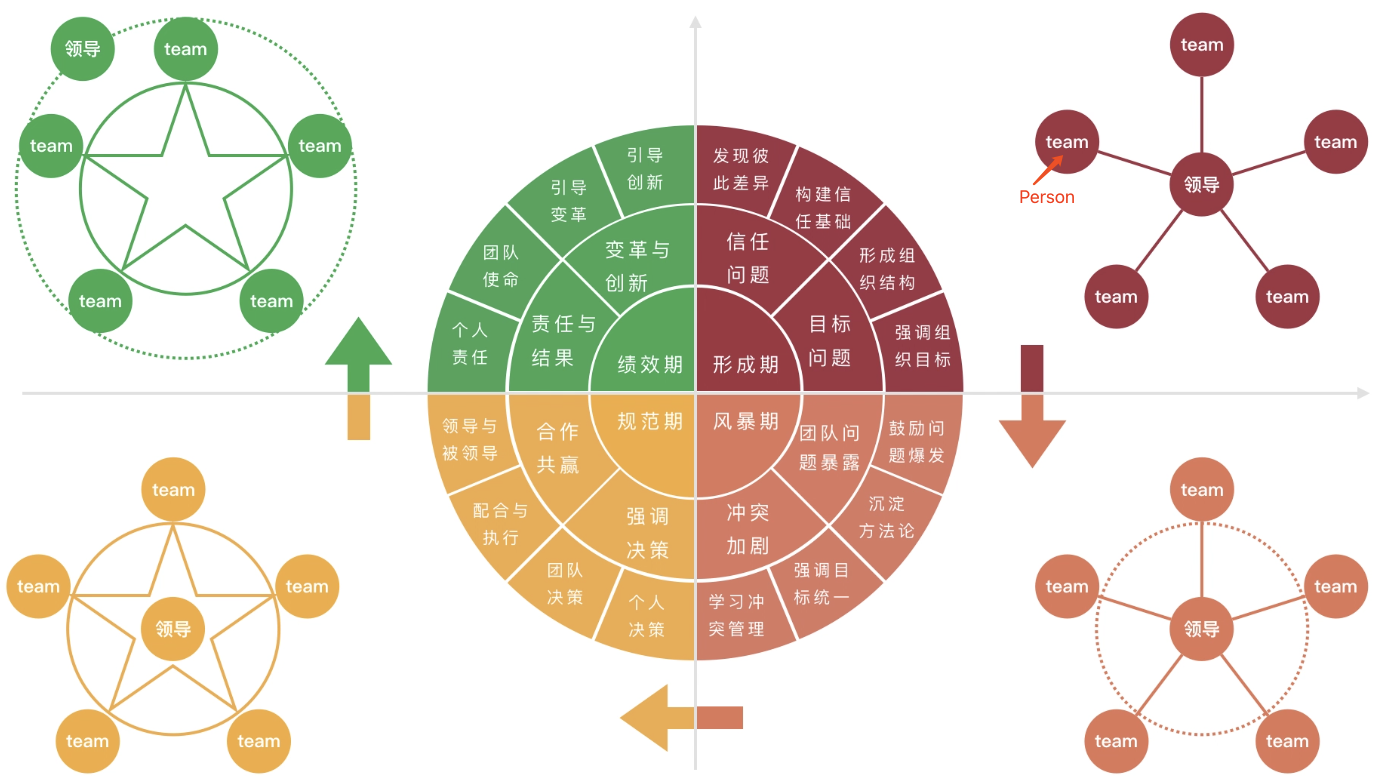 领导
team
team
team
team
team
team
team
Person
team
领导
team
team
team
引导
创新
引导
变革
团队
使命
个人
责任
变革与
创新
责任与
结果
绩效期
发现彼
此差异
构建信
任基础
形成组
织结构
强调组
织目标
信任
问题
目标
问题
形成期
规范期
合作
共赢
强调
决策
领导与
被领导
配合与
执行
团队
决策
个人
决策
风暴期
团队问
题暴露
冲突
加剧
鼓励问
题爆发
沉淀
方法论
强调目
标统一
学习冲
突管理
team
team
team
领导
team
team
team
team
team
领导
team
team